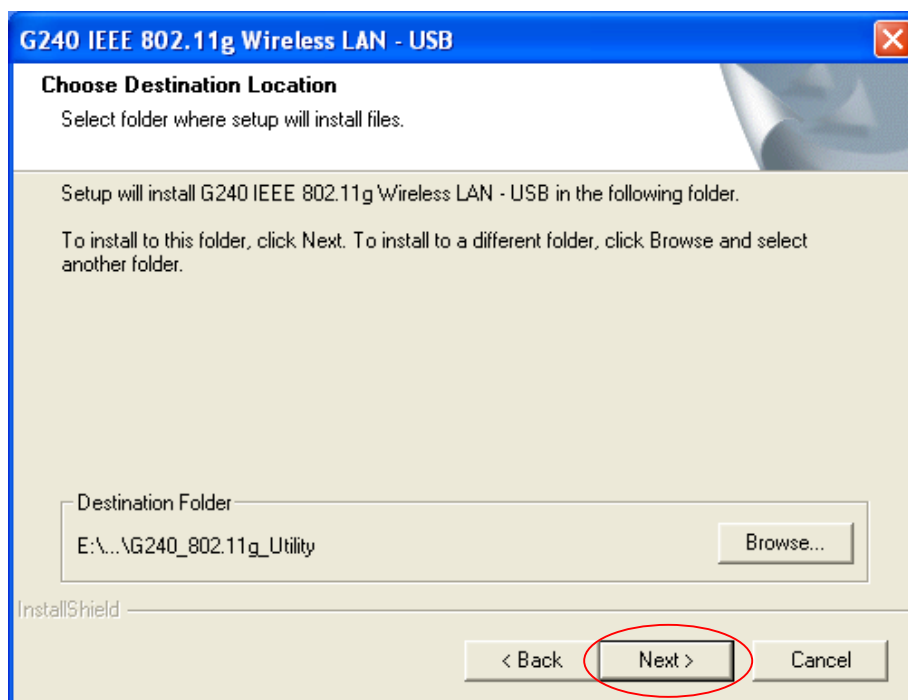 G240 IEEE 802.11g Wireless LAN - USB
Choose Destination Location
Select folder where setup will install files.
Setup will install G240 IEEE 802.11g Wireless LAN - USB in the following folder.
To install to this folder, click Next. To install to a different folder, click Browse and select
another folder.
Destination Folder
E:\...\G240_802.11g_Utility
Browse...
InstallShield
< Back
Next >
Cancel